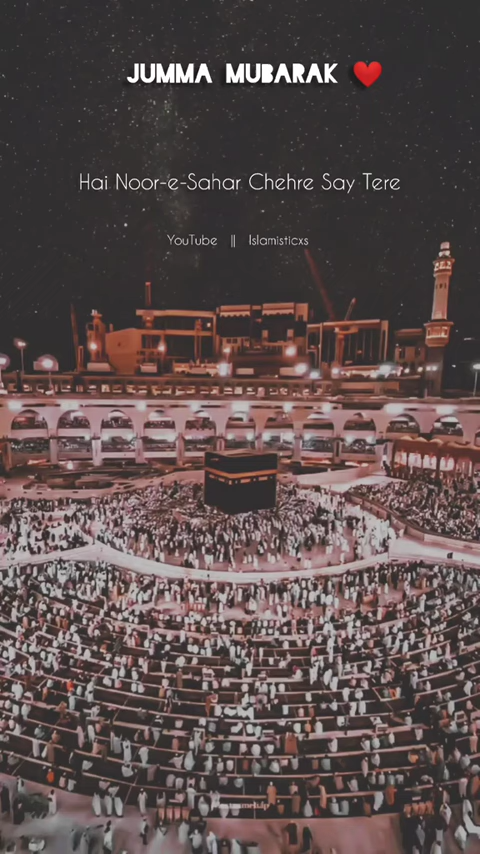 JUMMA MUBARAK ❤️
Hai Noor-e-Sahar Chehre Say Tere
YouTube || Islamisticxs